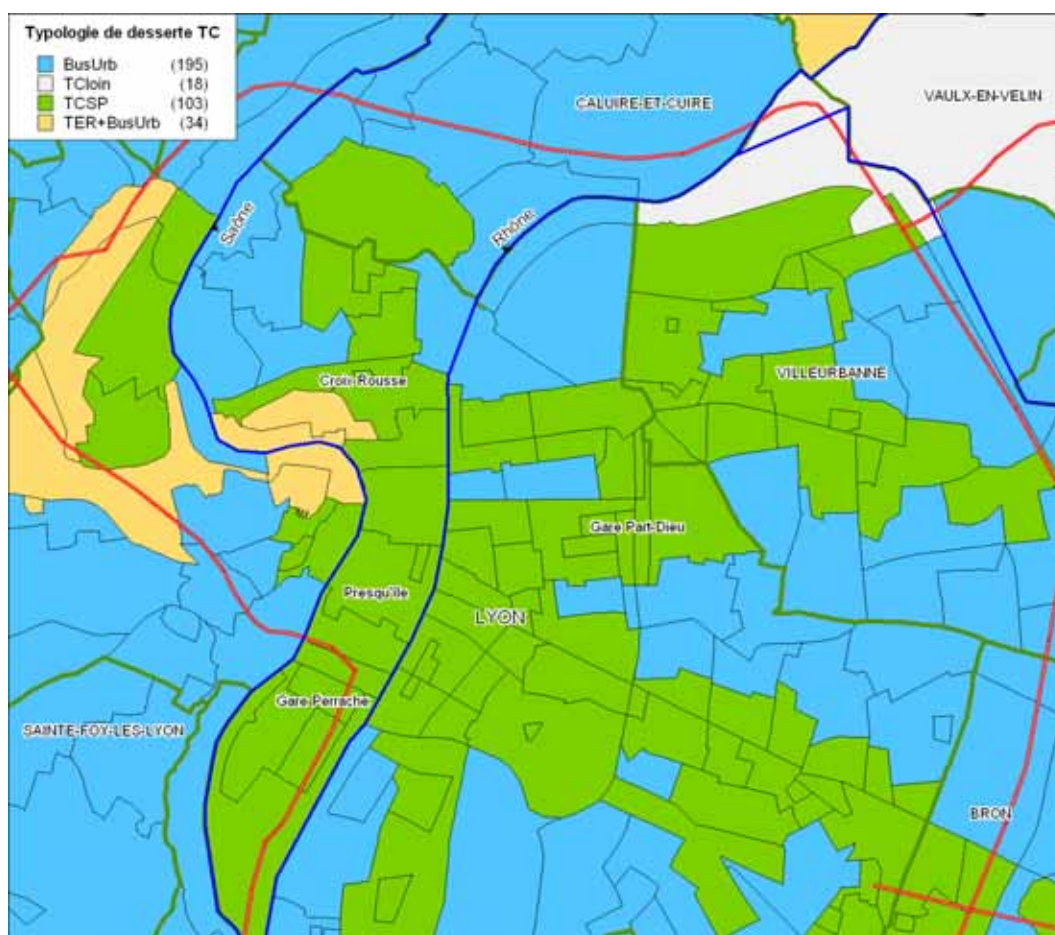 Typologie de desserte TC
BusUrb (195)
TCloin (18)
TCSP (103)
TER+BusUrb (34)
CALUIRE-ET-CUIRE
VAULX-EN-VELIN
Saône
Rhône
Croix Rousse
VILLEURBANNE
Gare Part-Dieu
Presqu'île
LYON
Gare Perrache
SAINTE-FOY-LES-LYON
BRON